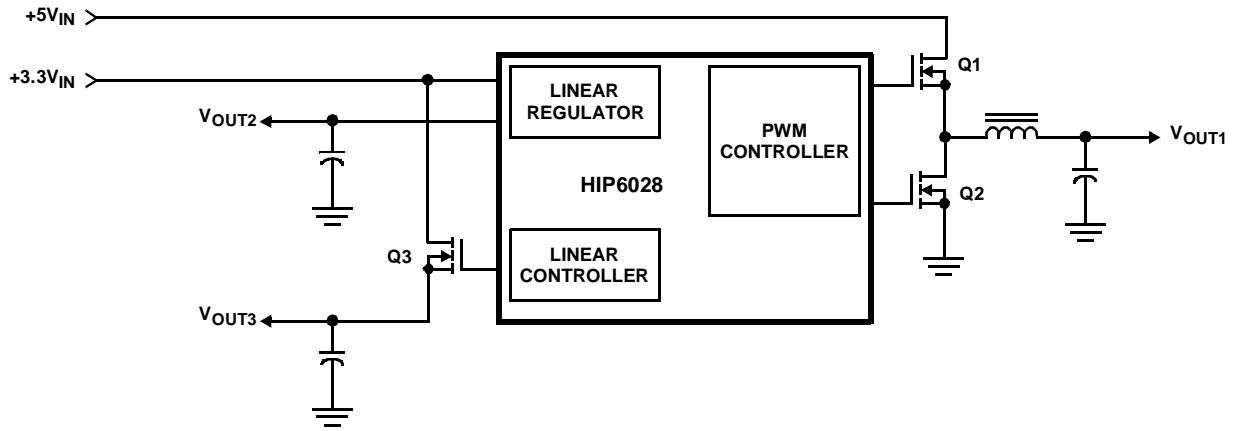 +5VIN
+3.3VIN
VOUT2
LINEAR
REGULATOR
PWM
CONTROLLER
HIP6028
Q1
VOUT1
Q2
Q3
LINEAR
CONTROLLER
VOUT3